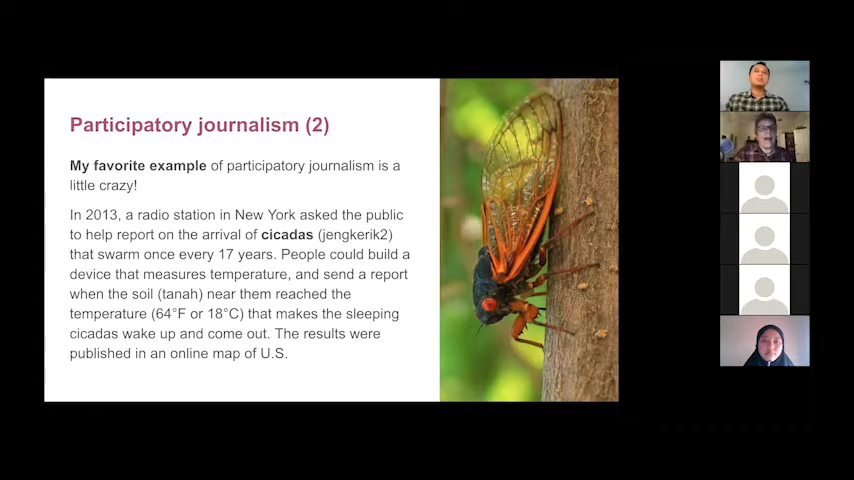 Participatory journalism (2)
My favorite example of participatory journalism is a
little crazy!
In 2013, a radio station in New York asked the public
to help report on the arrival of cicadas (jengkerik2)
that swarm once every 17 years. People could build a
device that measures temperature, and send a report
when the soil (tanah) near them reached the
temperature (64°F or 18°C) that makes the sleeping
cicadas wake up and come out. The results were
published in an online map of U.S.